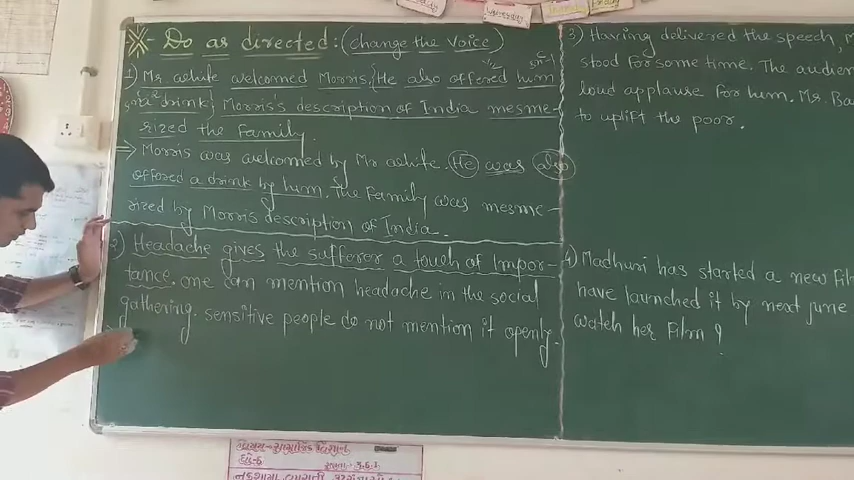 Do as directed: (change the voice)
1) Mr. white welcomed Morris, {He also offered him
a drink} Morris's description of India mesme-
rized the family.
⇒ Morris was welcomed by Mr. white. He was also
offered a drink by him. The family was mesme-
rized by Morris description of India.
2) Headache gives the sufferer a touch of impor-
tance. one can mention headache in the social
gathering. sensitive people do not mention it openly.
3) Having delivered the speech, M
stood for some time. The audien
loud applause for him. Mr. Ba
to uplift the poor.
4) Madhuri has started a new Fil
have launched it by next june
watch her Film?